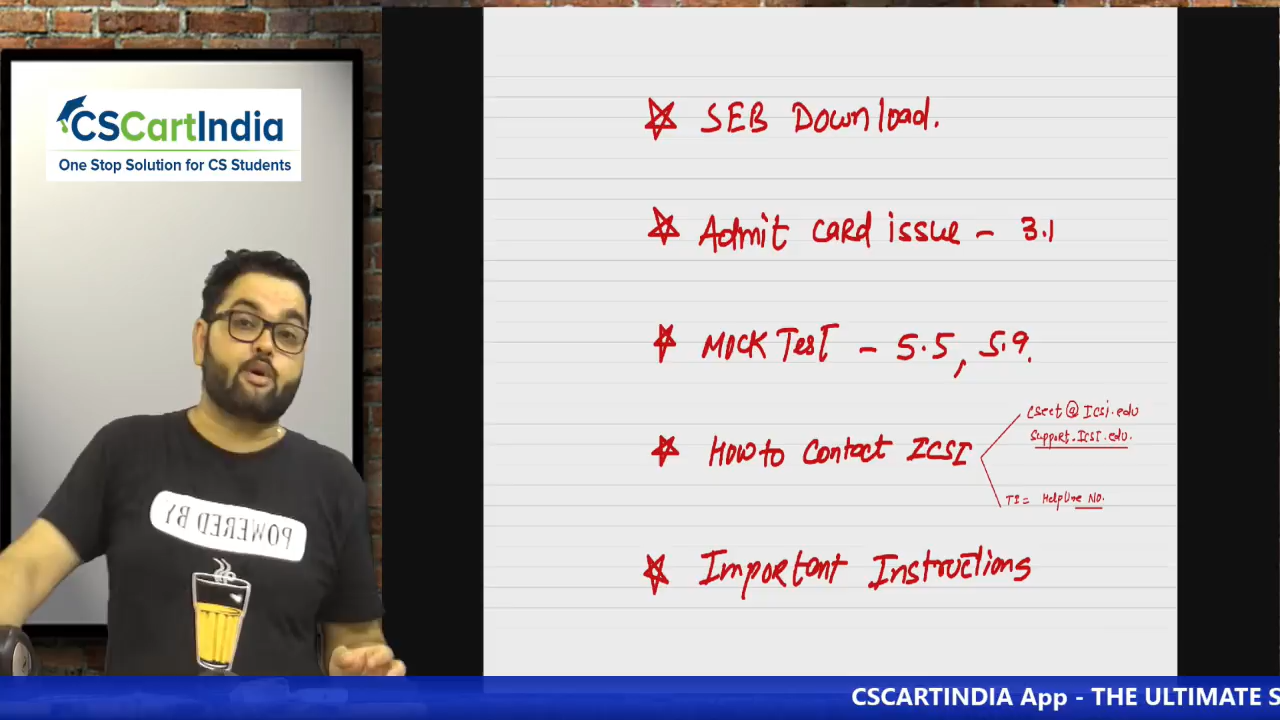 CSCartIndia
One Stop Solution for CS Students
SEB Download.
Admit card issue - 3.1
MOCK Test - 5.5, 5.9.
How to Contact ICSI
cseet@Icsi.edu
Support.ICSI.edu.
Helpline No.
Important Instructions
POWERED BY
CSCARTINDIA App - THE ULTIMATE S